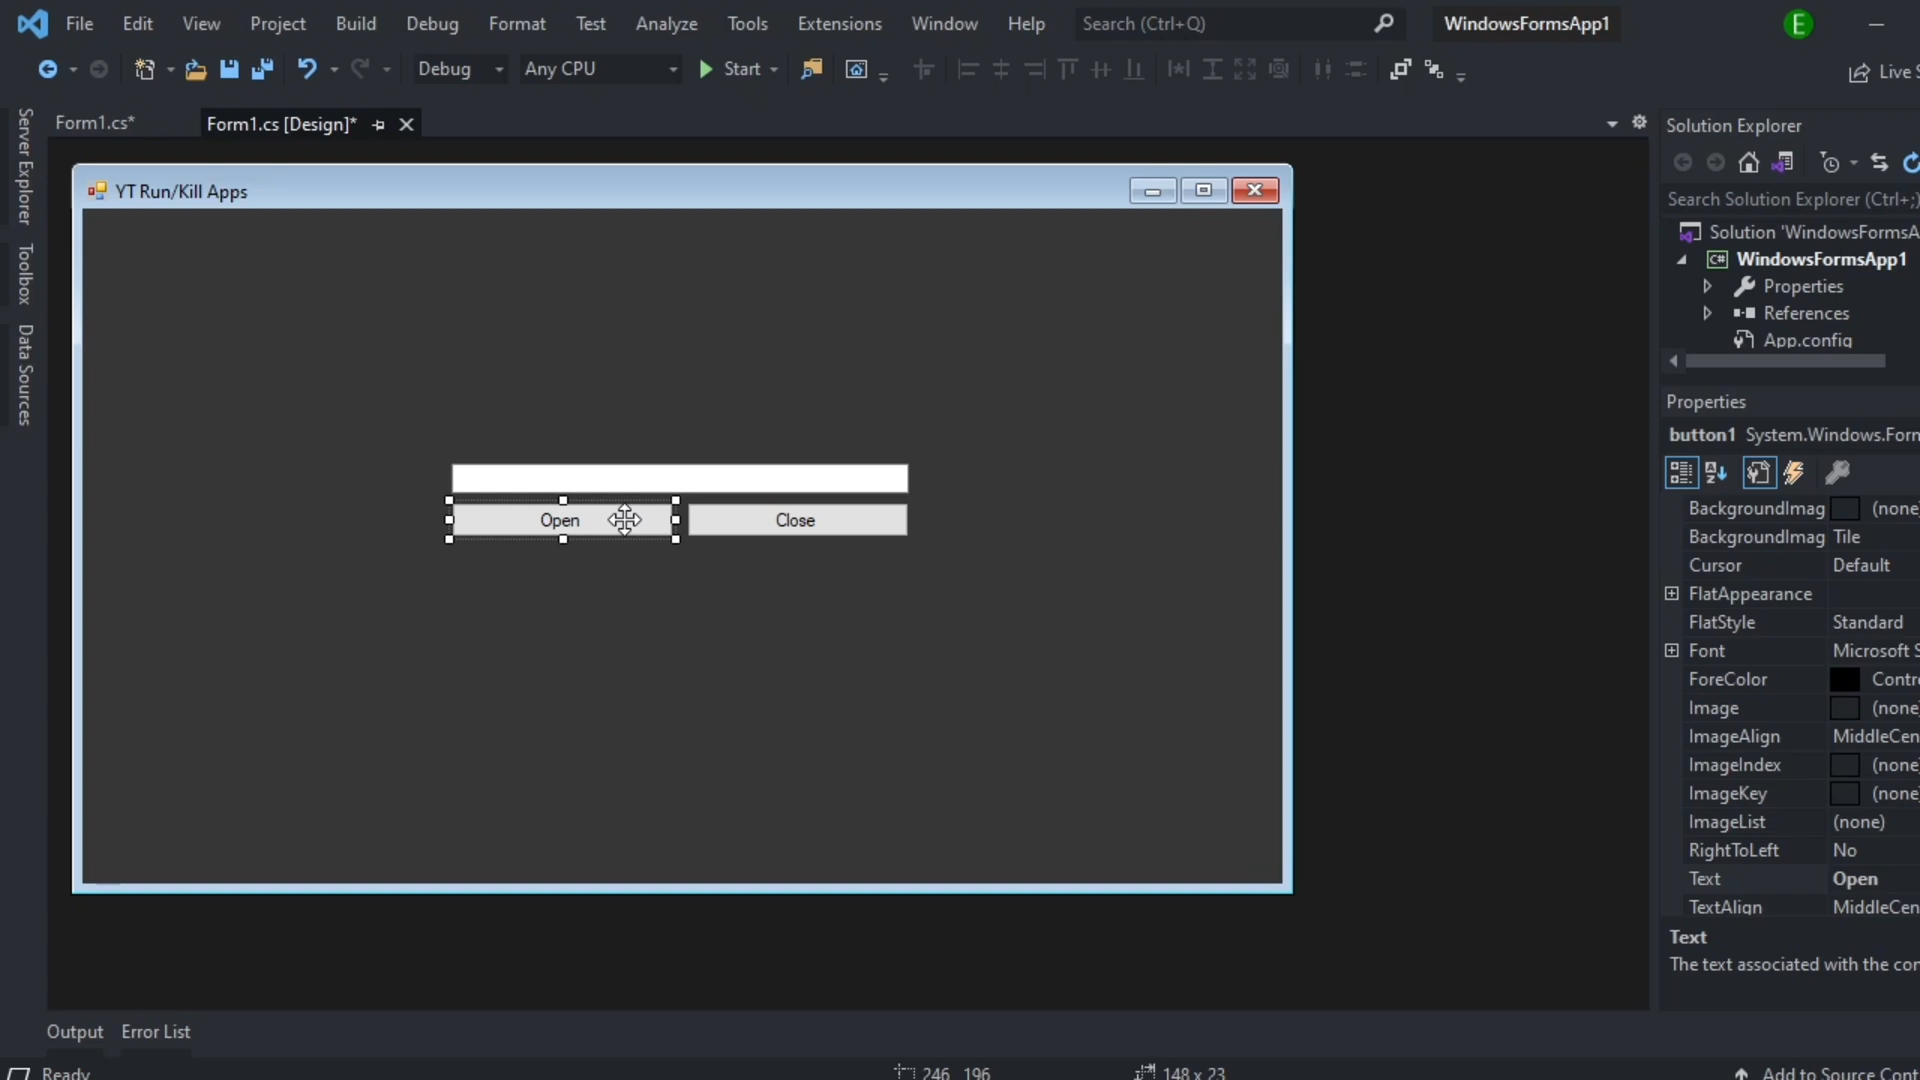 File Edit View Project Build Debug Format Test Analyze Tools Extensions Window Help Search (Ctrl+Q) WindowsFormsApp1 E
Debug Any CPU Start Live S
Form1.cs* Form1.cs [Design]*
Server Explorer
Toolbox
Data Sources
YT Run/Kill Apps
Open Close
Solution Explorer
Search Solution Explorer (Ctrl+;)
Solution 'WindowsFormsA
C# WindowsFormsApp1
Properties
References
App.config
Properties
button1 System.Windows.Form
BackgroundImag (none
BackgroundImag Tile
Cursor Default
FlatAppearance
FlatStyle Standard
Font Microsoft S
ForeColor Contr
Image (none
ImageAlign MiddleCen
ImageIndex (none
ImageKey (none
ImageList (none)
RightToLeft No
Text Open
TextAlign MiddleCen
Text
The text associated with the con
Output Error List
Ready 246 , 196 148 x 23 Add to Source Cont